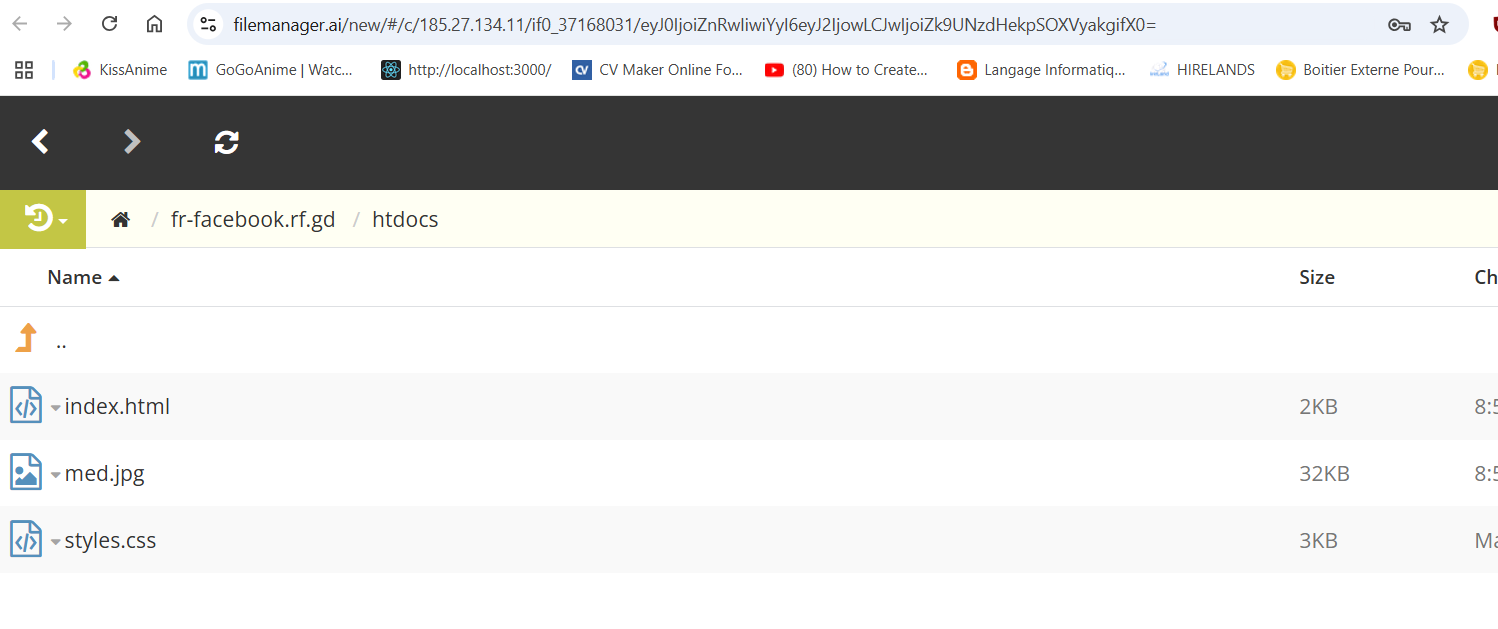 filemanager.ai/new/#/c/185.27.134.11/if0_37168031/eyJ0IjoiZnRwIiwiYyI6eyJ2IjowLCJwIjoiZk9UNzdHekpSOXVyakgifX0=
KissAnime GoGoAnime | Watc... http://localhost:3000/ CV CV Maker Online Fo... (80) How to Create... Langage Informatiq... HIRELANDS Boitier Externe Pour...
/ fr-facebook.rf.gd / htdocs
Name Size Ch
..
index.html 2KB 8:5
med.jpg 32KB 8:5
styles.css 3KB Ma